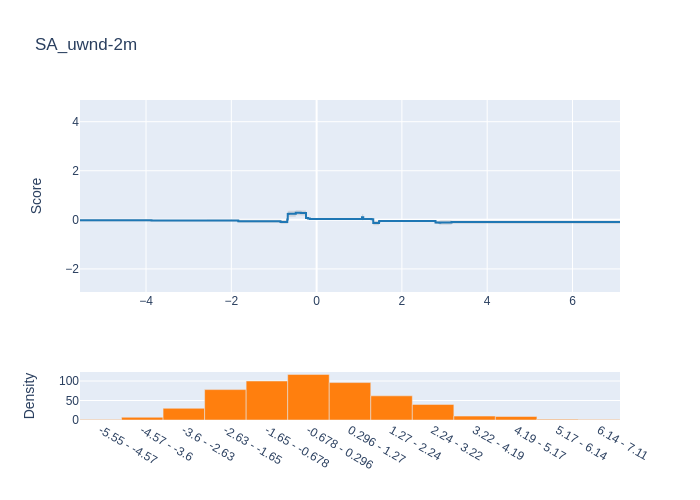 SA_uwnd-2m
Score
4
2
0
−2
−4
−2
0
2
4
6
Density
100
50
0
-5.55 - -4.57
-4.57 - -3.6
-3.6 - -2.63
-2.63 - -1.65
-1.65 - -0.678
-0.678 - 0.296
0.296 - 1.27
1.27 - 2.24
2.24 - 3.22
3.22 - 4.19
4.19 - 5.17
5.17 - 6.14
6.14 - 7.11